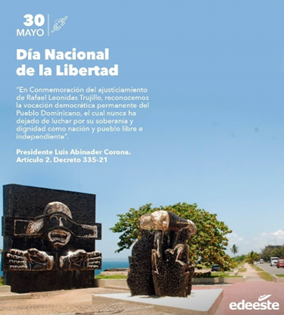 30
MAYO
Día Nacional
de la Libertad
"En Conmemoración del ajusticiamiento
de Rafael Leonidas Trujillo, reconocemos
la vocación democrática permanente del
Pueblo Dominicano, el cual nunca ha
dejado de luchar por su soberanía y
dignidad como nación y pueblo libre e
independiente".
Presidente Luis Abinader Corona.
Artículo 2. Decreto 335-21
edeeste